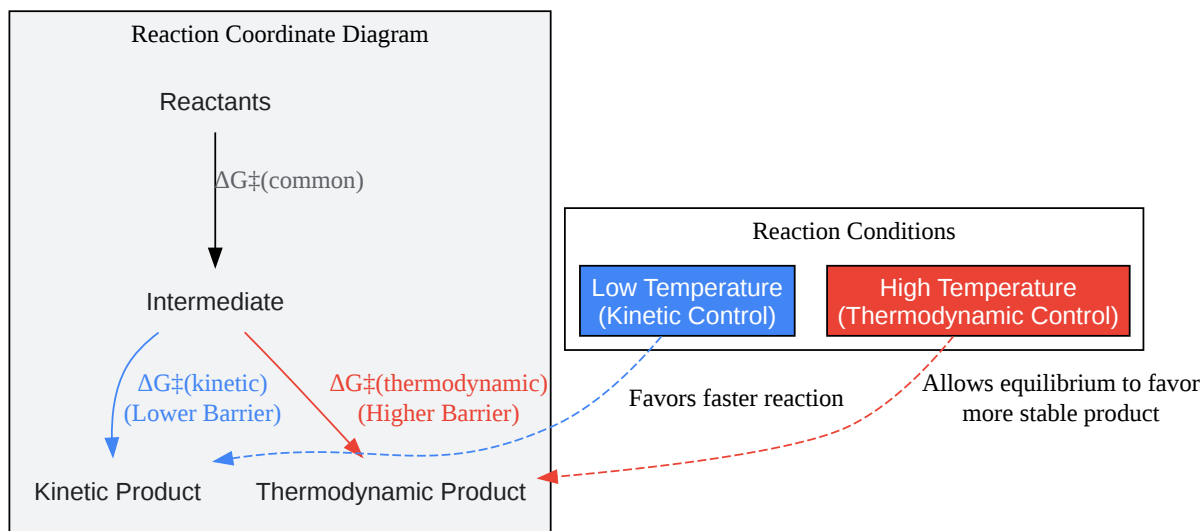 Reaction Coordinate Diagram
Reactants
ΔG‡(common)
Intermediate
ΔG‡(kinetic)
(Lower Barrier)
ΔG‡(thermodynamic)
(Higher Barrier)
Kinetic Product
Thermodynamic Product
Reaction Conditions
Low Temperature
(Kinetic Control)
High Temperature
(Thermodynamic Control)
Favors faster reaction
Allows equilibrium to favor
more stable product